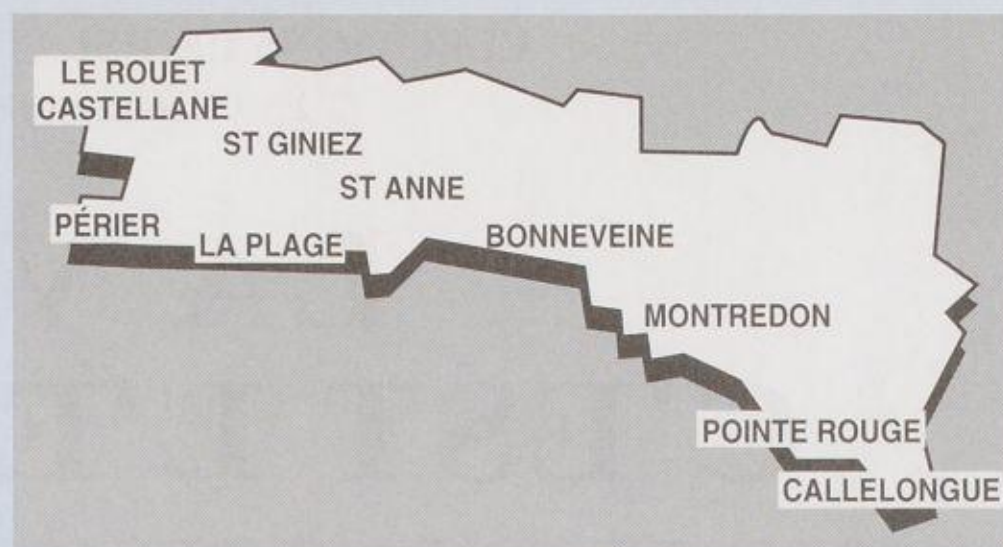 LE ROUET
CASTELLANE
ST GINIEZ
ST ANNE
PÉRIER
LA PLAGE
BONNEVEINE
MONTREDON
POINTE ROUGE
CALLELONGUE